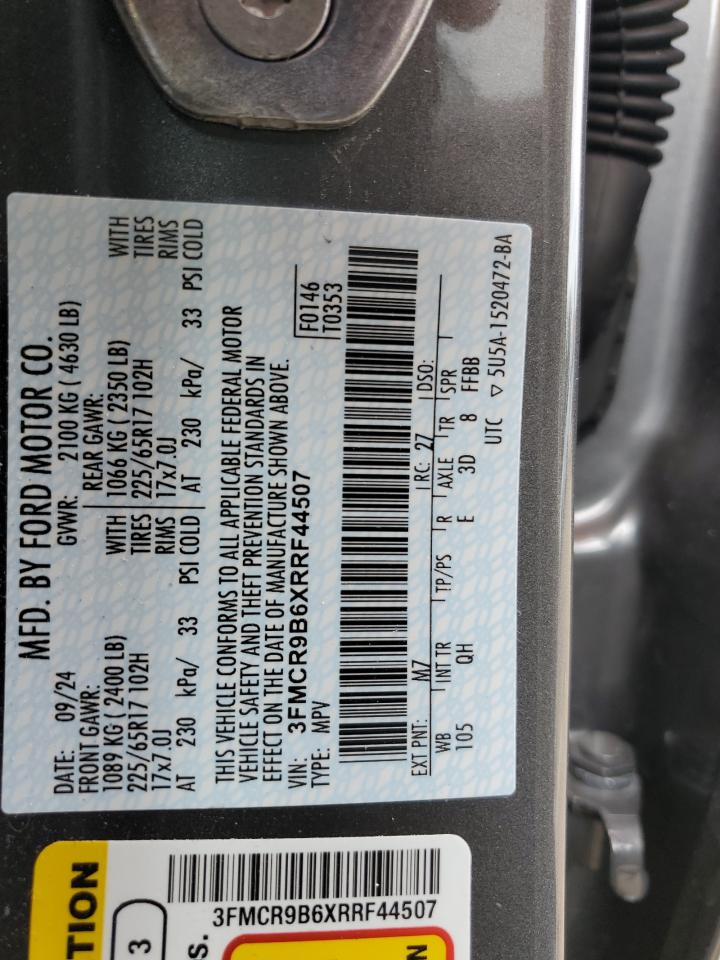 MFD. BY FORD MOTOR CO.
DATE: 09/24 GVWR: 2100 KG ( 4630 LB)
FRONT GAWR: REAR GAWR:
1089 KG ( 2400 LB) WITH 1066 KG ( 2350 LB) WITH
225/65R17 102H TIRES 225/65R17 102H TIRES
17x7.0J RIMS 17x7.0J RIMS
AT 230 kPa/ 33 PSI COLD AT 230 kPa/ 33 PSI COLD
THIS VEHICLE CONFORMS TO ALL APPLICABLE FEDERAL MOTOR
VEHICLE SAFETY AND THEFT PREVENTION STANDARDS IN
EFFECT ON THE DATE OF MANUFACTURE SHOWN ABOVE.
VIN: 3FMCR9B6XRRF44507 F0146
TYPE: MPV T0353
EXT PNT: M7 RC: 27 DSO:
WB INT TR TP/PS R AXLE TR SPR
105 QH E 3D 8 FFBB
UTC ▽ 5U5A-1520472-BA
TION
3
3FMCR9B6XRRF44507
S.
N